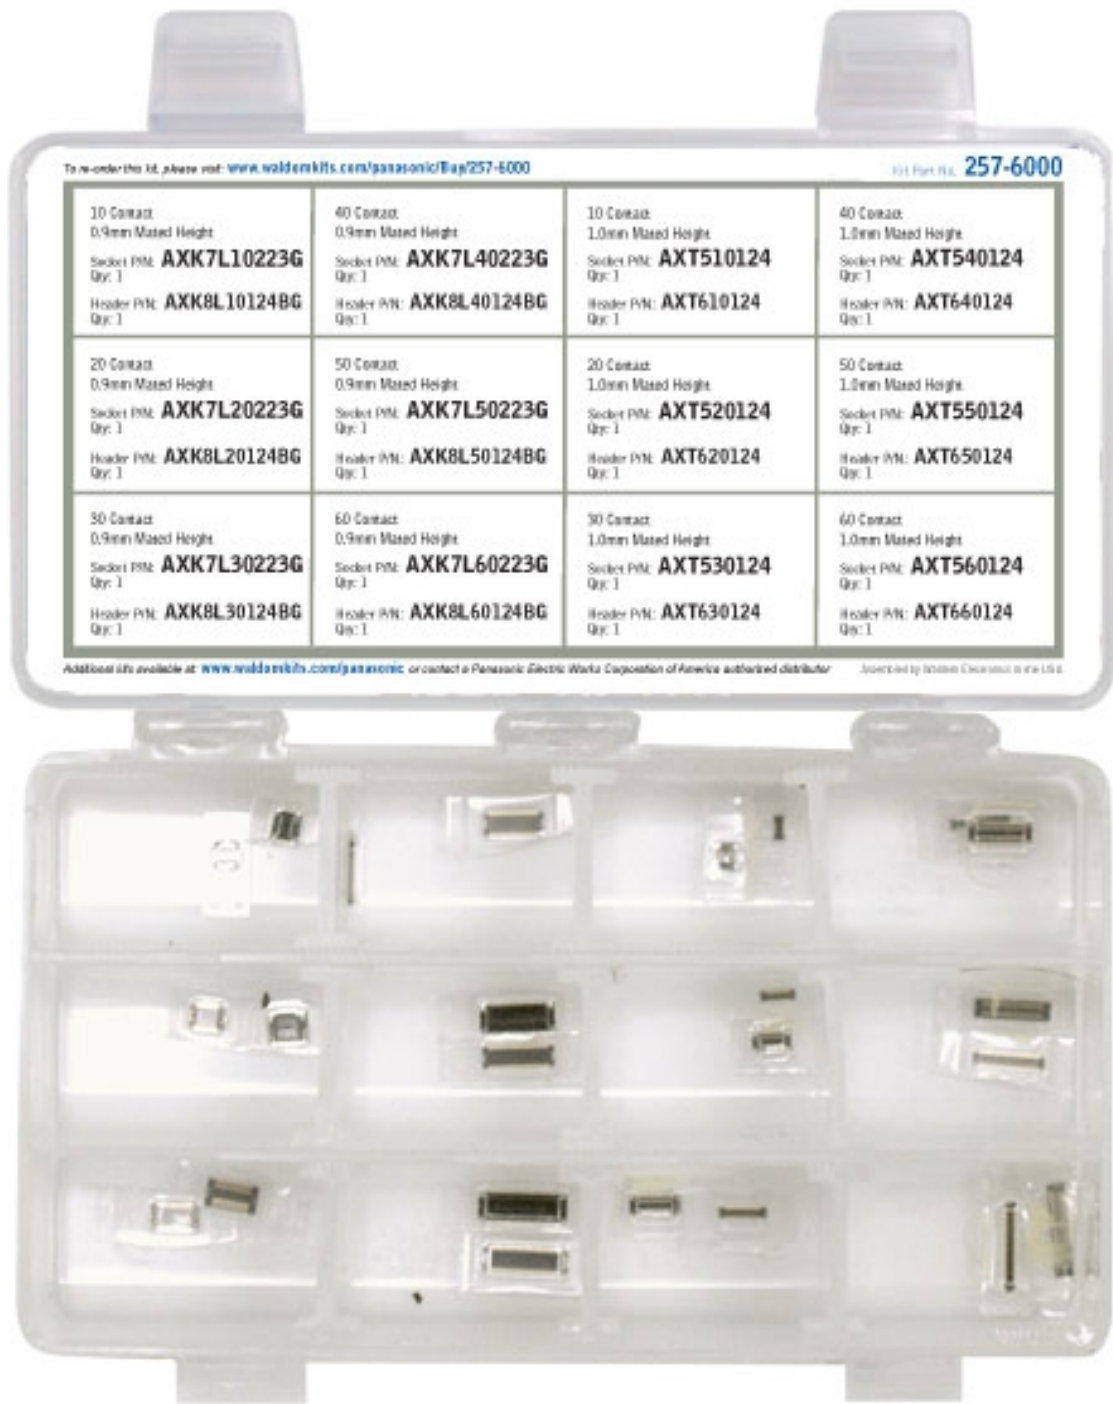 To re-order this kit, please visit: www.waldomkits.com/panasonic/Buy/257-6000
Kit Part No. 257-6000
10 Contact
0.9mm Mated Height
Socket P/N: AXK7L10223G
Qty: 1
Header P/N: AXK8L10124BG
Qty: 1
40 Contact
0.9mm Mated Height
Socket P/N: AXK7L40223G
Qty: 1
Header P/N: AXK8L40124BG
Qty: 1
10 Contact
1.0mm Mated Height
Socket P/N: AXT510124
Qty: 1
Header P/N: AXT610124
Qty: 1
40 Contact
1.0mm Mated Height
Socket P/N: AXT540124
Qty: 1
Header P/N: AXT640124
Qty: 1
20 Contact
0.9mm Mated Height
Socket P/N: AXK7L20223G
Qty: 1
Header P/N: AXK8L20124BG
Qty: 1
50 Contact
0.9mm Mated Height
Socket P/N: AXK7L50223G
Qty: 1
Header P/N: AXK8L50124BG
Qty: 1
20 Contact
1.0mm Mated Height
Socket P/N: AXT520124
Qty: 1
Header P/N: AXT620124
Qty: 1
50 Contact
1.0mm Mated Height
Socket P/N: AXT550124
Qty: 1
Header P/N: AXT650124
Qty: 1
30 Contact
0.9mm Mated Height
Socket P/N: AXK7L30223G
Qty: 1
Header P/N: AXK8L30124BG
Qty: 1
60 Contact
0.9mm Mated Height
Socket P/N: AXK7L60223G
Qty: 1
Header P/N: AXK8L60124BG
Qty: 1
30 Contact
1.0mm Mated Height
Socket P/N: AXT530124
Qty: 1
Header P/N: AXT630124
Qty: 1
60 Contact
1.0mm Mated Height
Socket P/N: AXT560124
Qty: 1
Header P/N: AXT660124
Qty: 1
Additional kits available at: www.waldomkits.com/panasonic or contact a Panasonic Electric Works Corporation of America authorized distributor
Assembled by Waldom Electronics in the USA